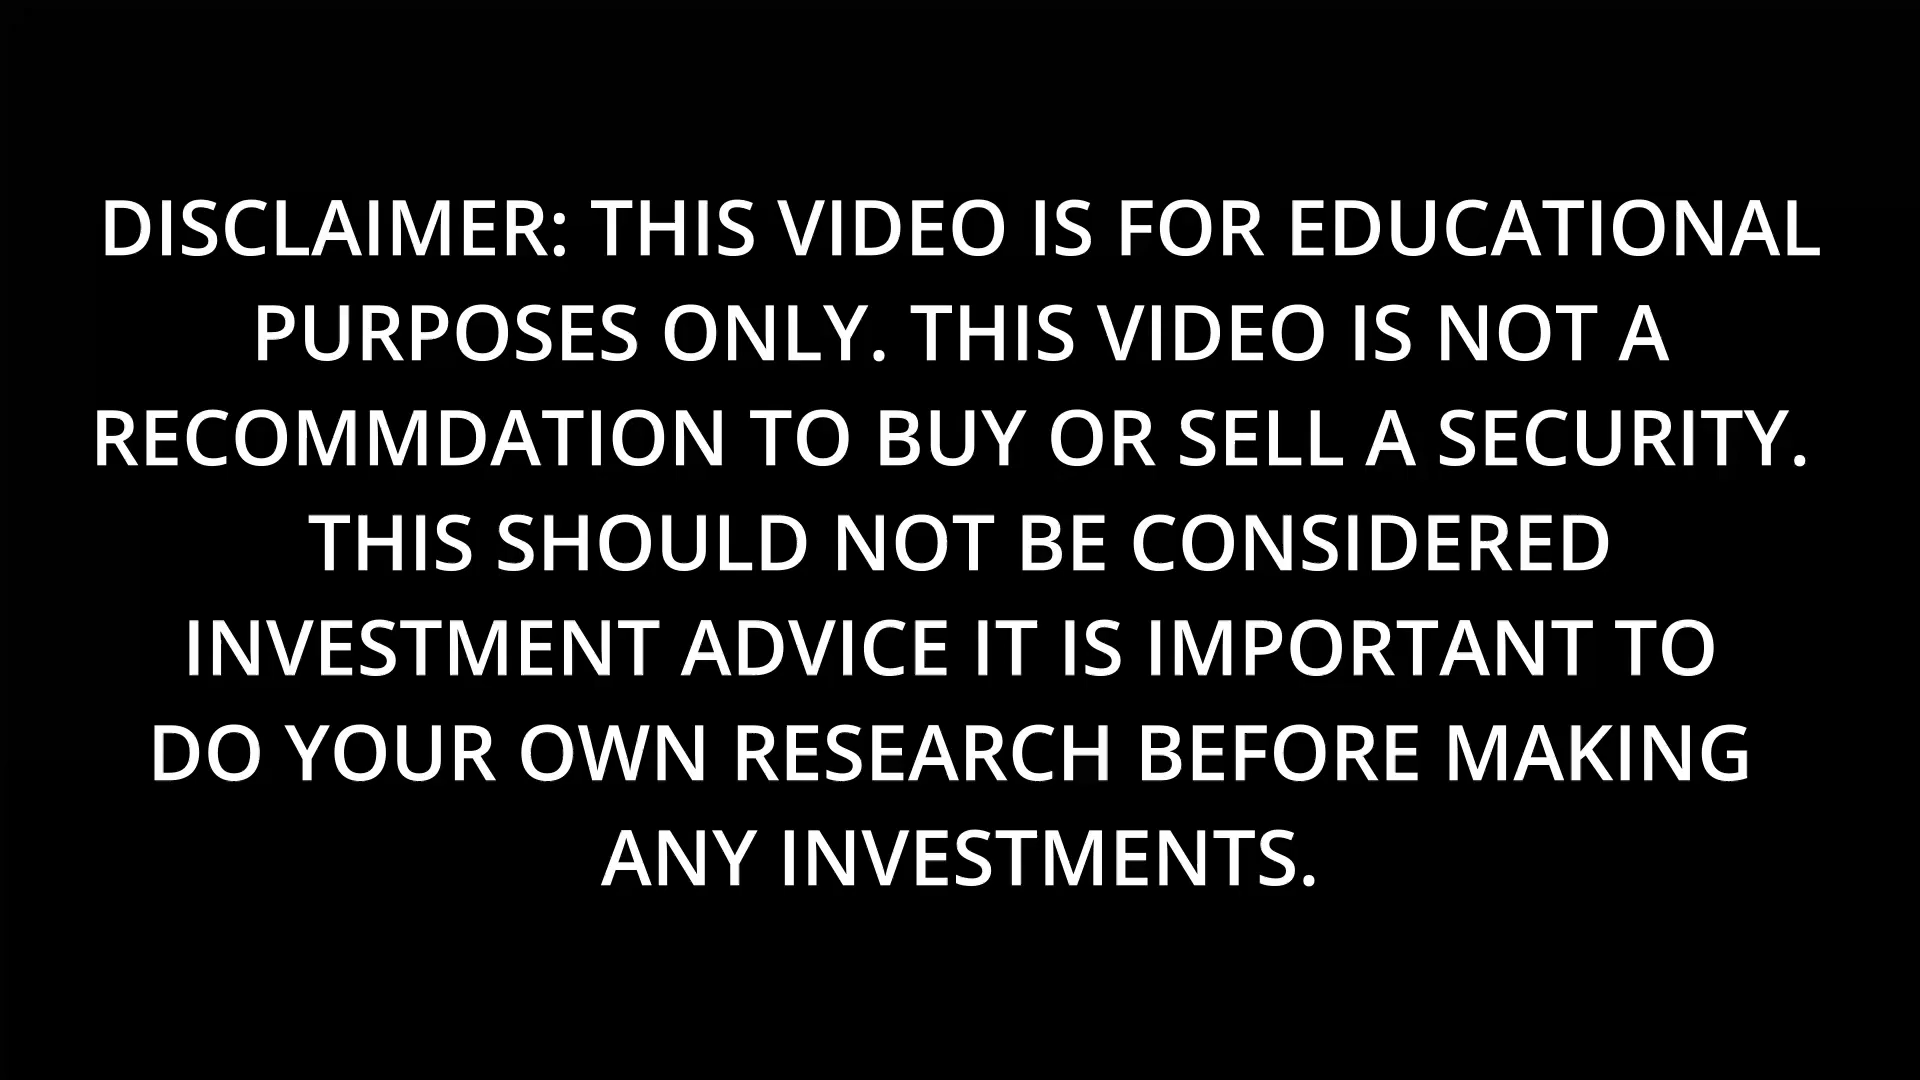 DISCLAIMER: THIS VIDEO IS FOR EDUCATIONAL
PURPOSES ONLY. THIS VIDEO IS NOT A
RECOMMDATION TO BUY OR SELL A SECURITY.
THIS SHOULD NOT BE CONSIDERED
INVESTMENT ADVICE IT IS IMPORTANT TO
DO YOUR OWN RESEARCH BEFORE MAKING
ANY INVESTMENTS.